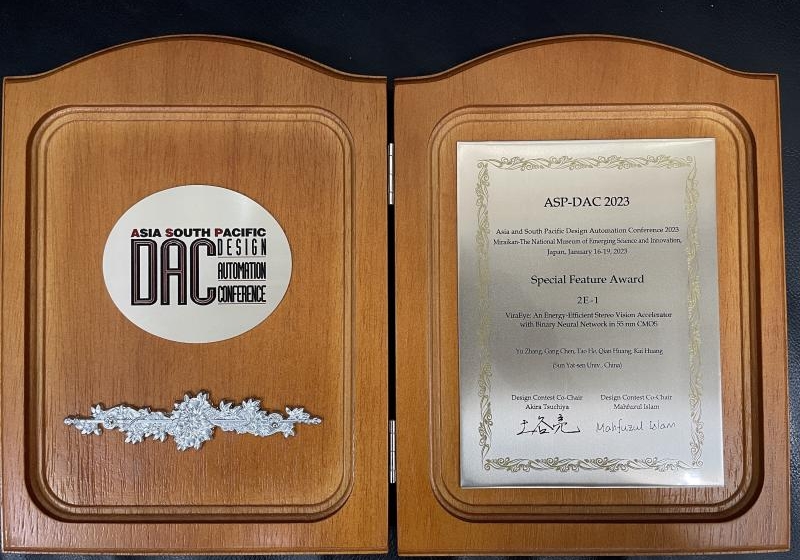 ASIA SOUTH PACIFIC
DAC
DESIGN
AUTOMATION
CONFERENCE
ASP-DAC 2023
Asia and South Pacific Design Automation Conference 2023
Miraikan-The National Museum of Emerging Science and Innovation,
Japan, January 16-19, 2023
Special Feature Award
2E-1
ViraEye: An Energy-Efficient Stereo Vision Accelerator
with Binary Neural Network in 55 nm CMOS
Yu Zhang, Gang Chen, Tao He, Qian Huang, Kai Huang
(Sun Yat-sen Univ., China)
Design Contest Co-Chair Design Contest Co-Chair
Akira Tsuchiya Mahfuzul Islam
土谷亮 Mahfuzul Islam